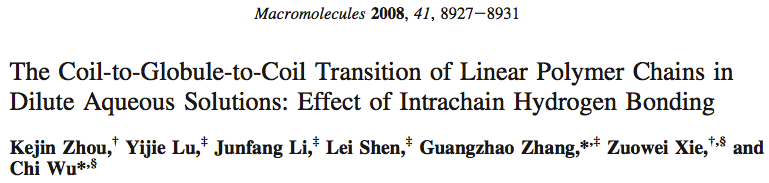 Macromolecules 2008, 41, 8927−8931
The Coil-to-Globule-to-Coil Transition of Linear Polymer Chains in
Dilute Aqueous Solutions: Effect of Intrachain Hydrogen Bonding
Kejin Zhou,† Yijie Lu,‡ Junfang Li,‡ Lei Shen,‡ Guangzhao Zhang,*,‡ Zuowei Xie,†,§ and
Chi Wu*,§